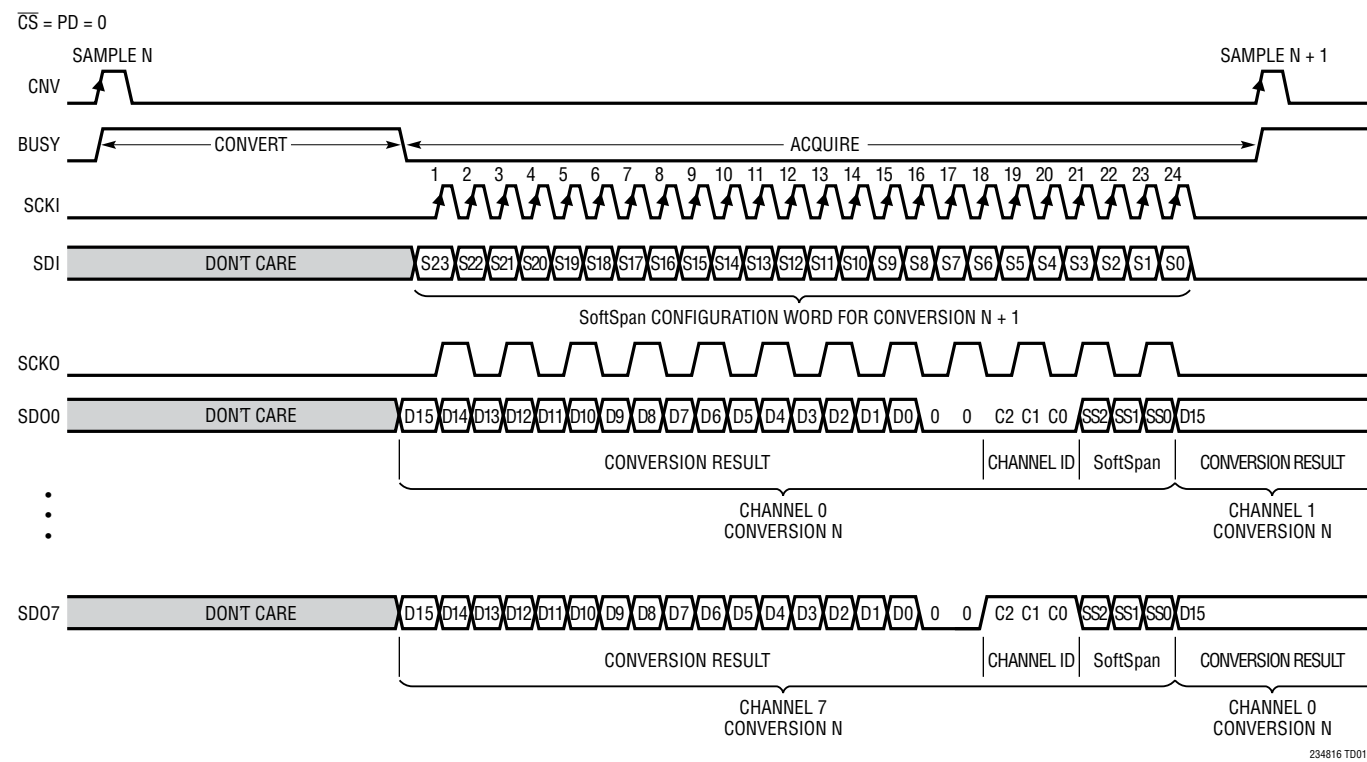 CS = PD = 0
SAMPLE N SAMPLE N + 1
CNV
BUSY CONVERT ACQUIRE
1 2 3 4 5 6 7 8 9 10 11 12 13 14 15 16 17 18 19 20 21 22 23 24
SCKI
SDI DON'T CARE S23 S22 S21 S20 S19 S18 S17 S16 S15 S14 S13 S12 S11 S10 S9 S8 S7 S6 S5 S4 S3 S2 S1 S0
SoftSpan CONFIGURATION WORD FOR CONVERSION N + 1
SCKO
SDO0 DON'T CARE D15 D14 D13 D12 D11 D10 D9 D8 D7 D6 D5 D4 D3 D2 D1 D0 0 0 C2 C1 C0 SS2 SS1 SS0 D15
CONVERSION RESULT CHANNEL ID SoftSpan CONVERSION RESULT
CHANNEL 0 CHANNEL 1
CONVERSION N CONVERSION N
SDO7 DON'T CARE D15 D14 D13 D12 D11 D10 D9 D8 D7 D6 D5 D4 D3 D2 D1 D0 0 0 C2 C1 C0 SS2 SS1 SS0 D15
CONVERSION RESULT CHANNEL ID SoftSpan CONVERSION RESULT
CHANNEL 7 CHANNEL 0
CONVERSION N CONVERSION N
234816 TD01